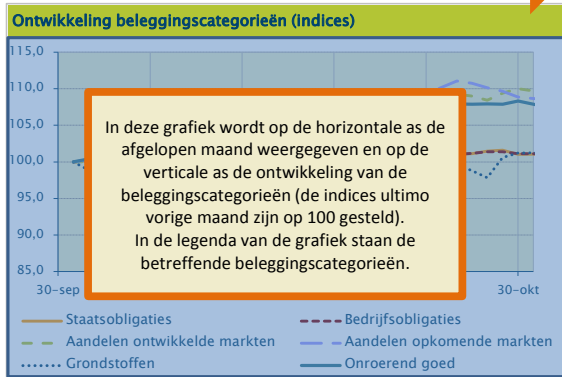 Ontwikkeling beleggingscategorieën (indices)
115,0
110,0
105,0
100,0
95,0
90,0
85,0
In deze grafiek wordt op de horizontale as de
afgelopen maand weergegeven en op de
verticale as de ontwikkeling van de
beleggingscategorieën (de indices ultimo
vorige maand zijn op 100 gesteld).
In de legenda van de grafiek staan de
betreffende beleggingscategorieën.
30-sep 30-okt
Staatsobligaties Bedrijfsobligaties
Aandelen ontwikkelde markten Aandelen opkomende markten
Grondstoffen Onroerend goed